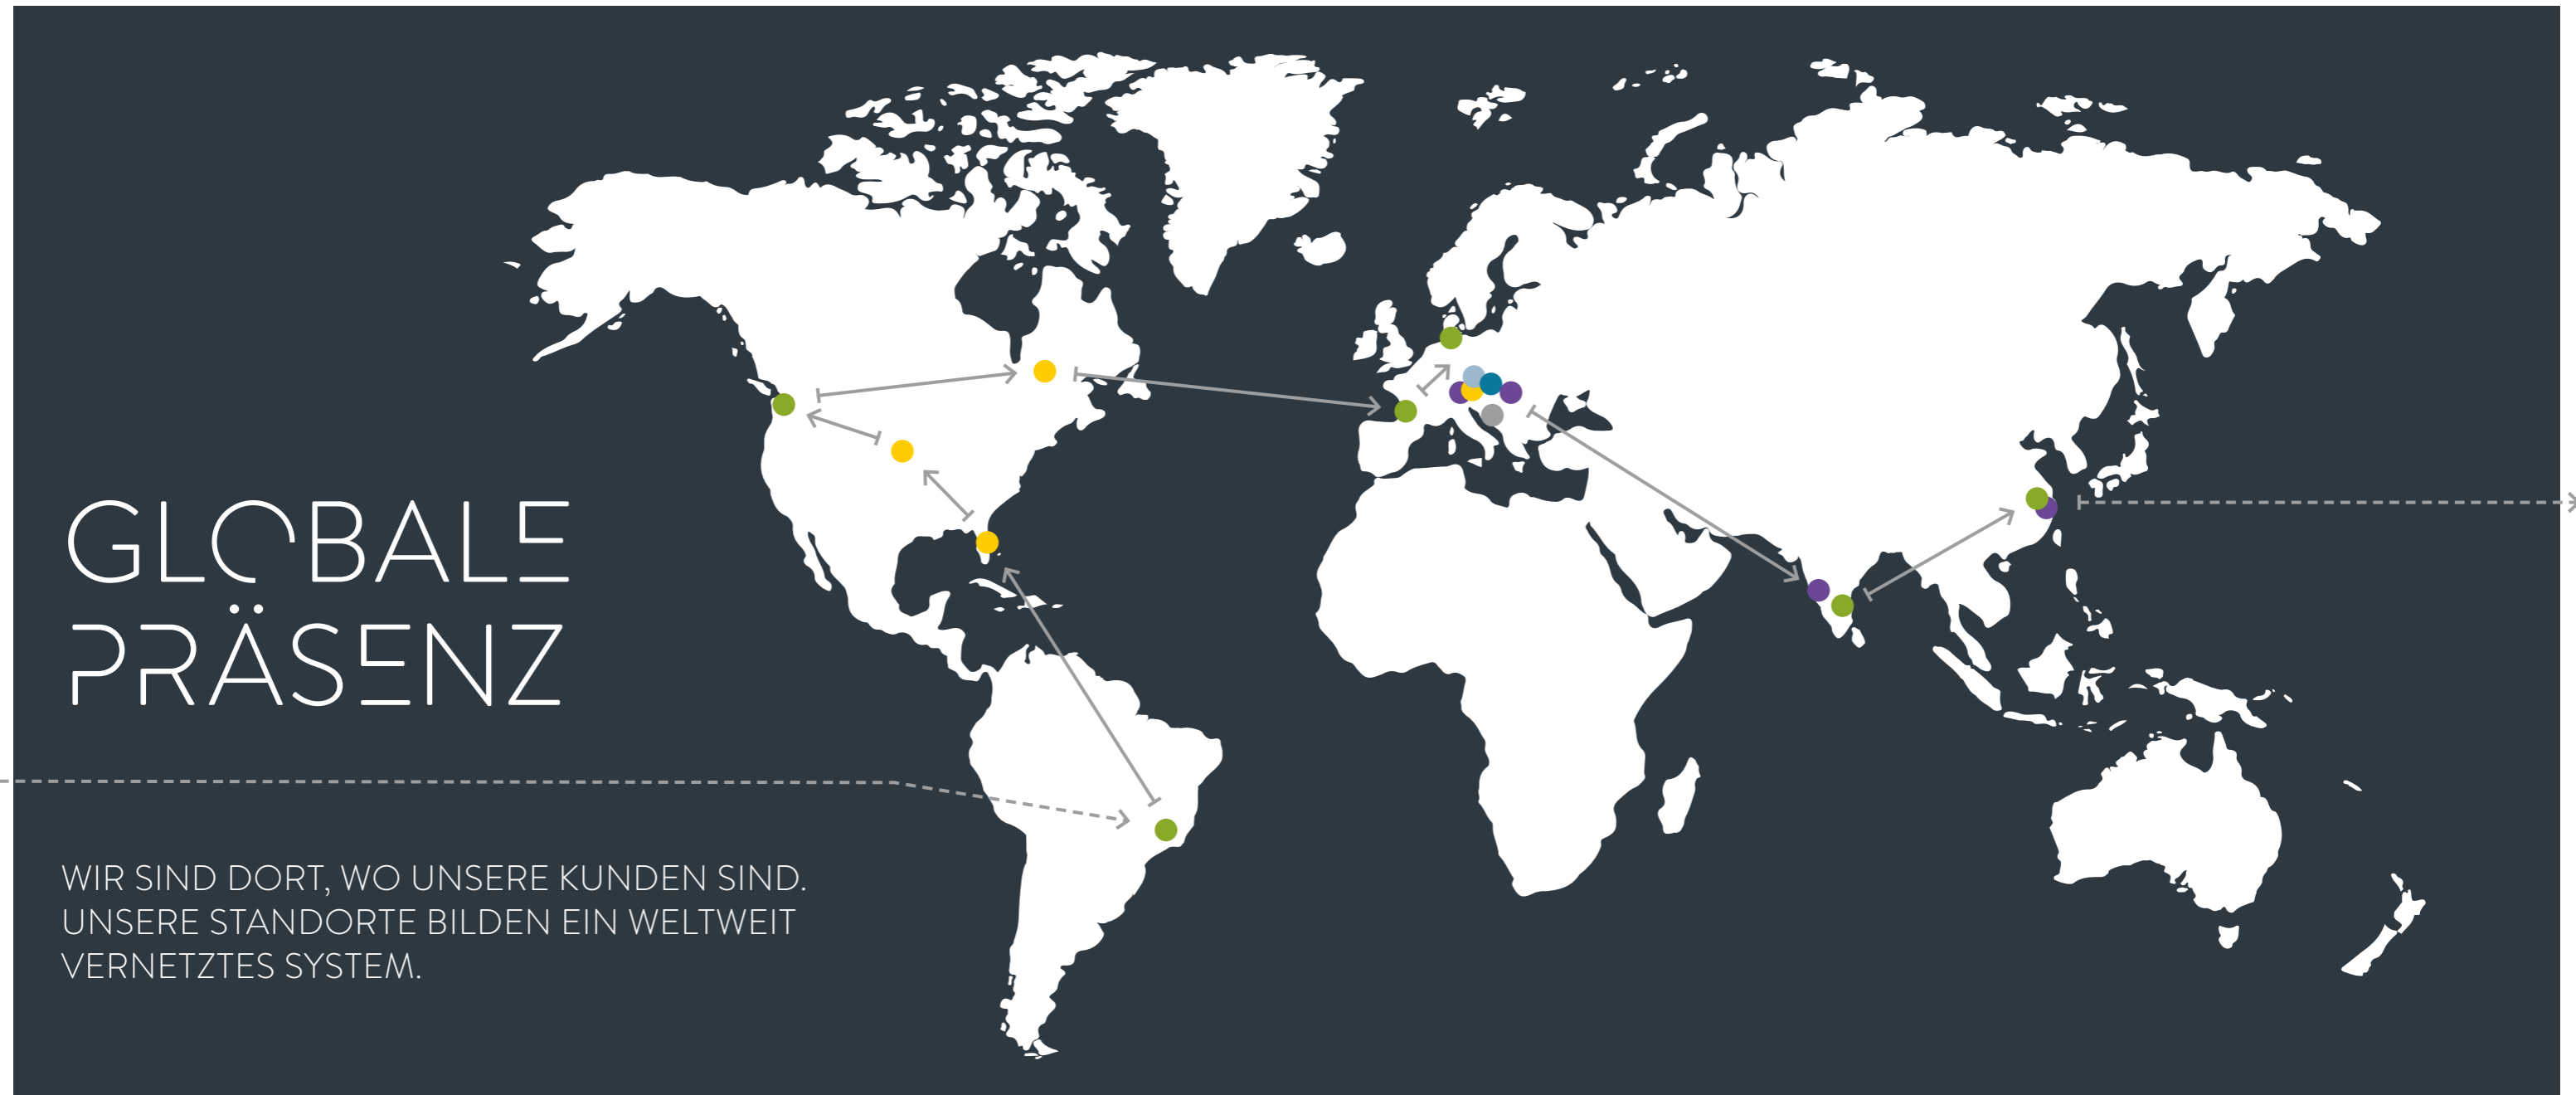 GLOBALE
PRÄSENZ
WIR SIND DORT, WO UNSERE KUNDEN SIND.
UNSERE STANDORTE BILDEN EIN WELTWEIT
VERNETZTES SYSTEM.